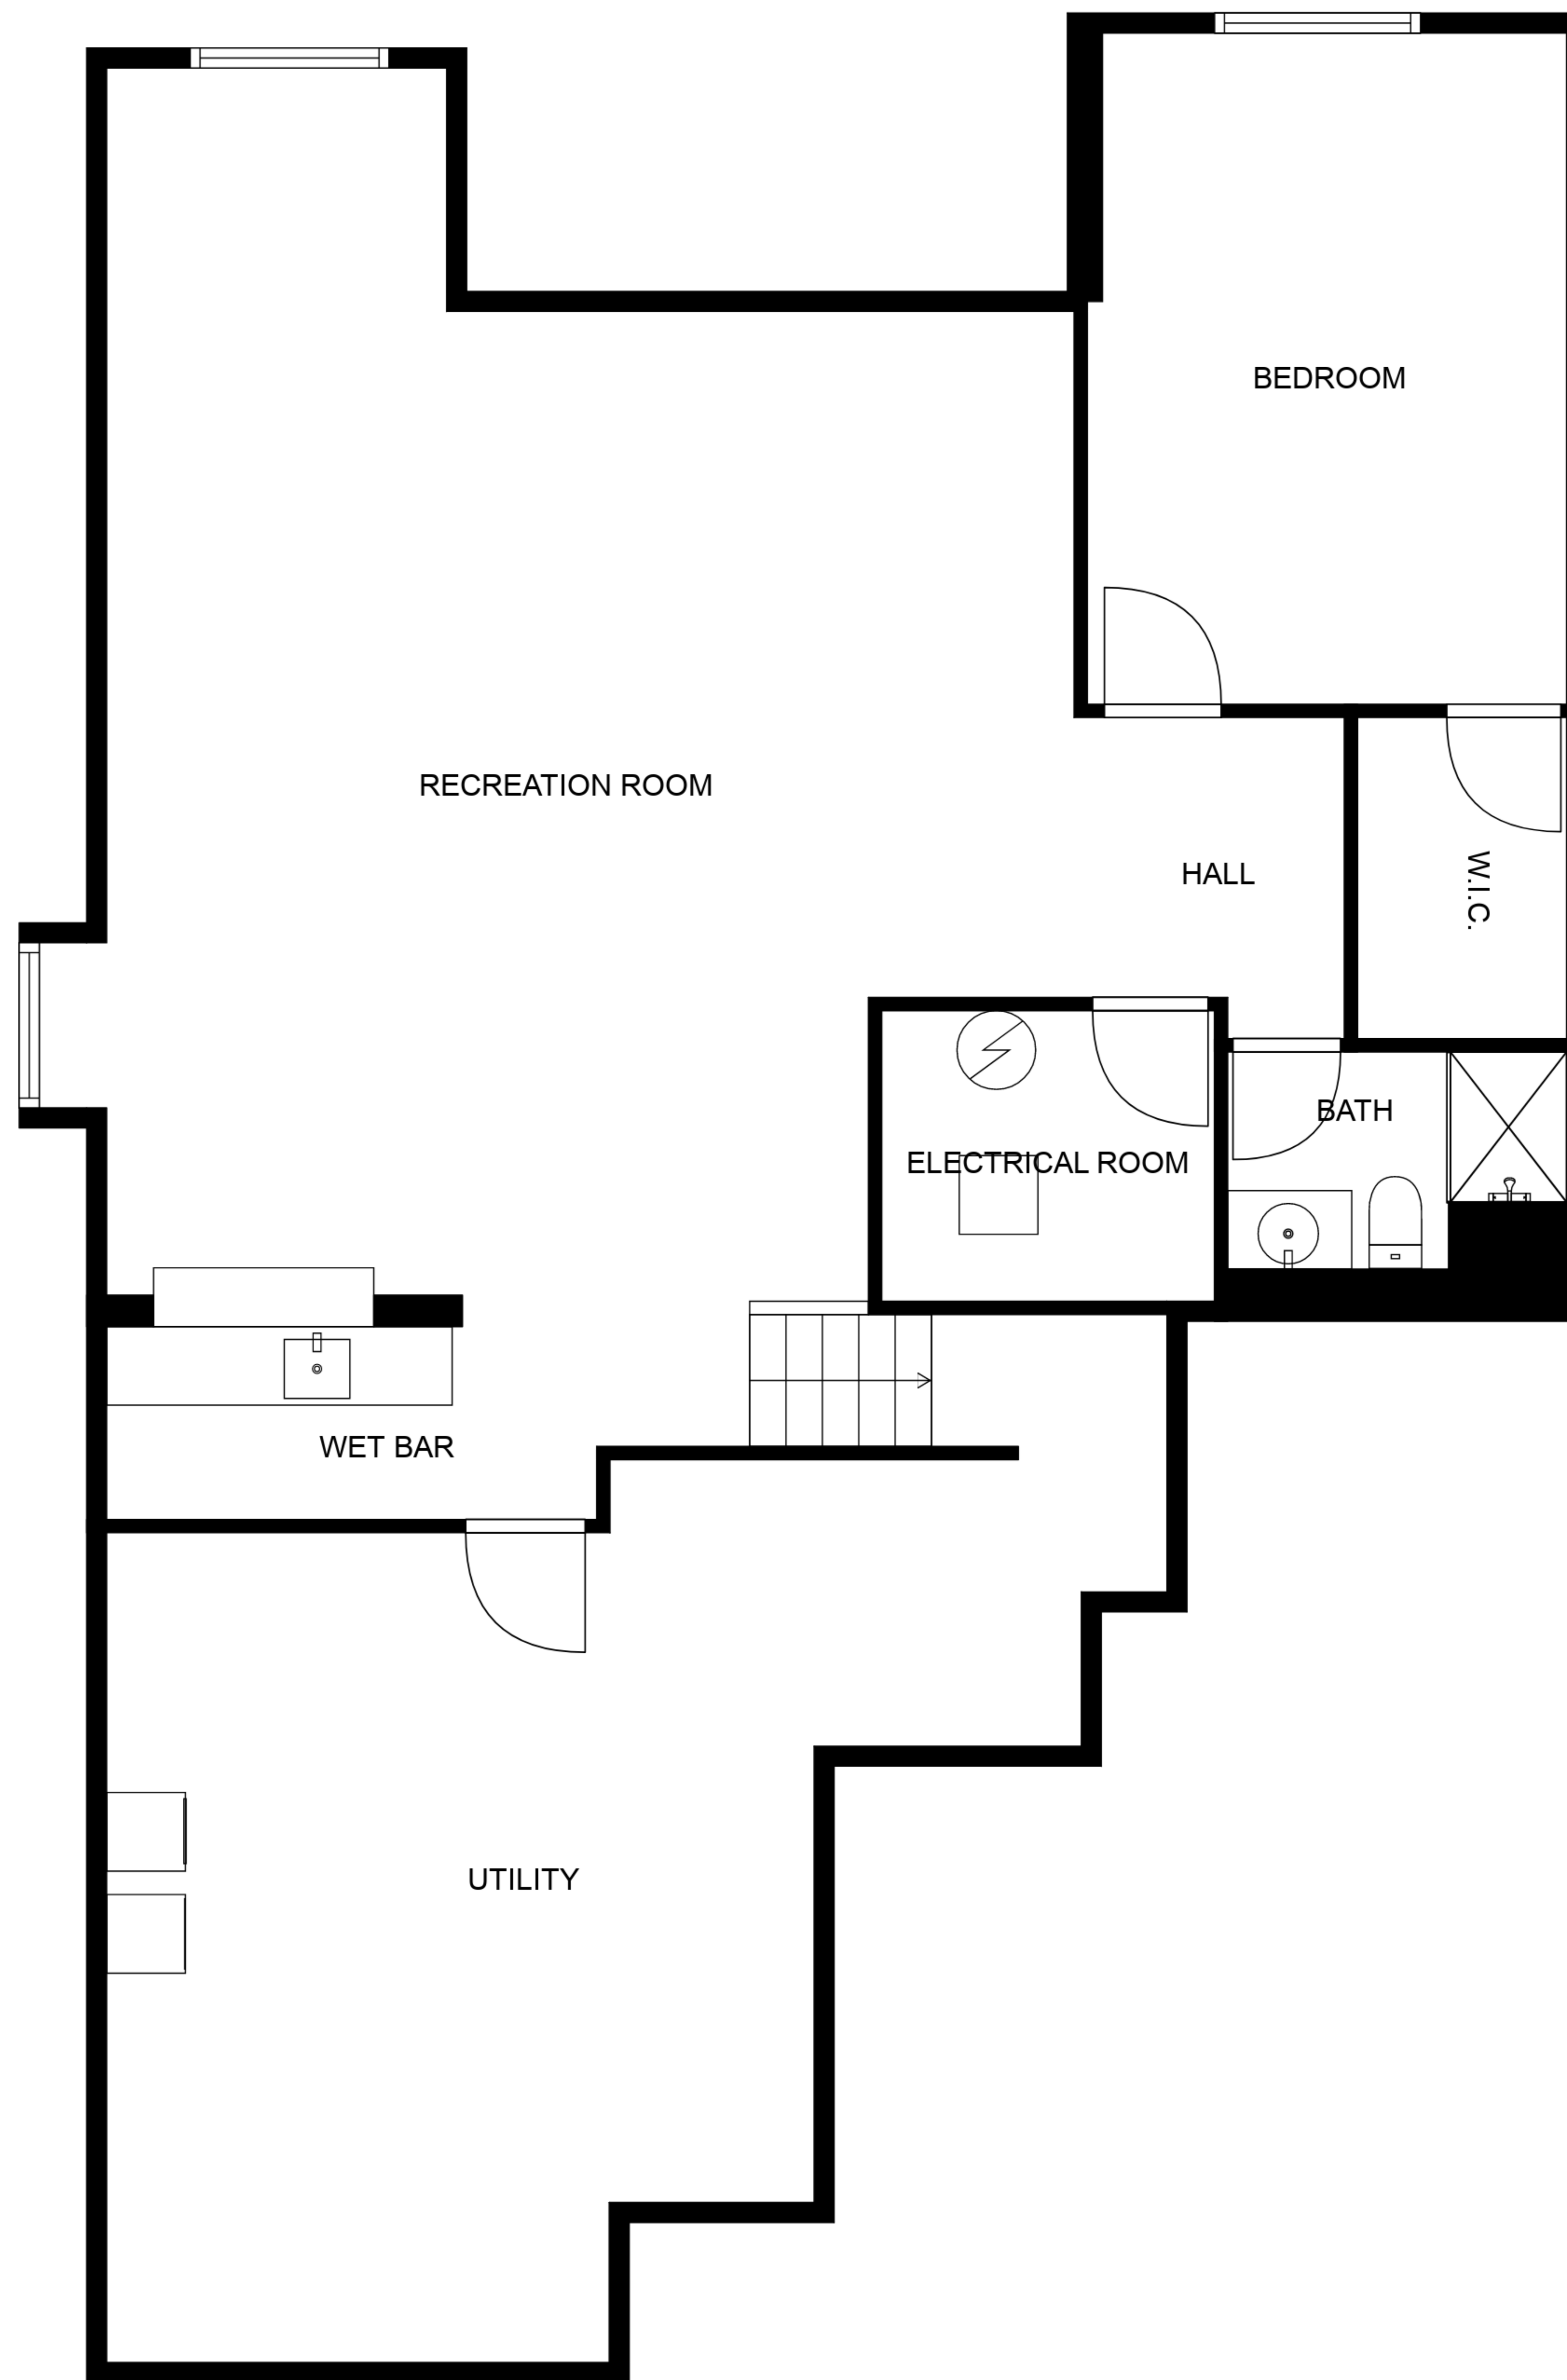 BEDROOM
RECREATION ROOM
HALL
W.I.C.
BATH
ELECTRICAL ROOM
WET BAR
UTILITY